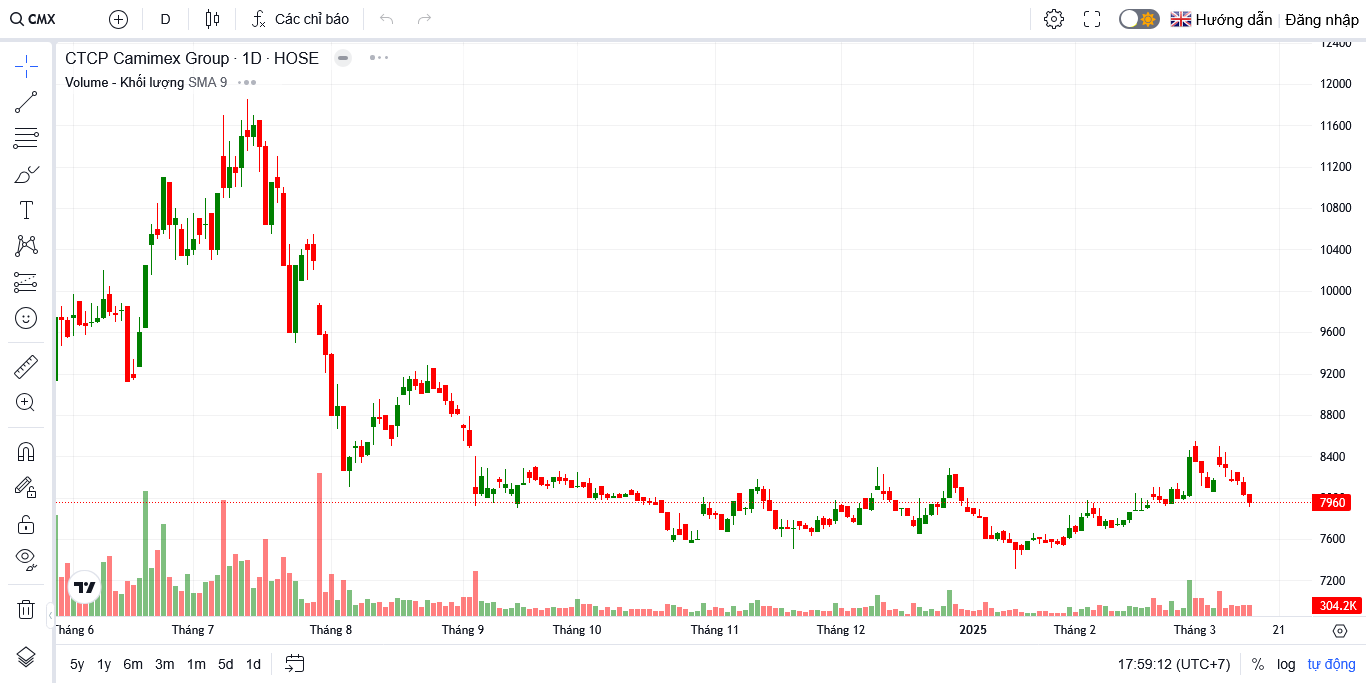 CMX D Các chỉ báo Hướng dẫn Đăng nhập
CTCP Camimex Group · 1D · HOSE
Volume - Khối lượng SMA 9
12400
12000
11600
11200
10800
10400
10000
9600
9200
8800
8400
7960
7600
7200
304.2K
Tháng 6 Tháng 7 Tháng 8 Tháng 9 Tháng 10 Tháng 11 Tháng 12 2025 Tháng 2 Tháng 3 21
5y 1y 6m 3m 1m 5d 1d 17:59:12 (UTC+7) % log tự động